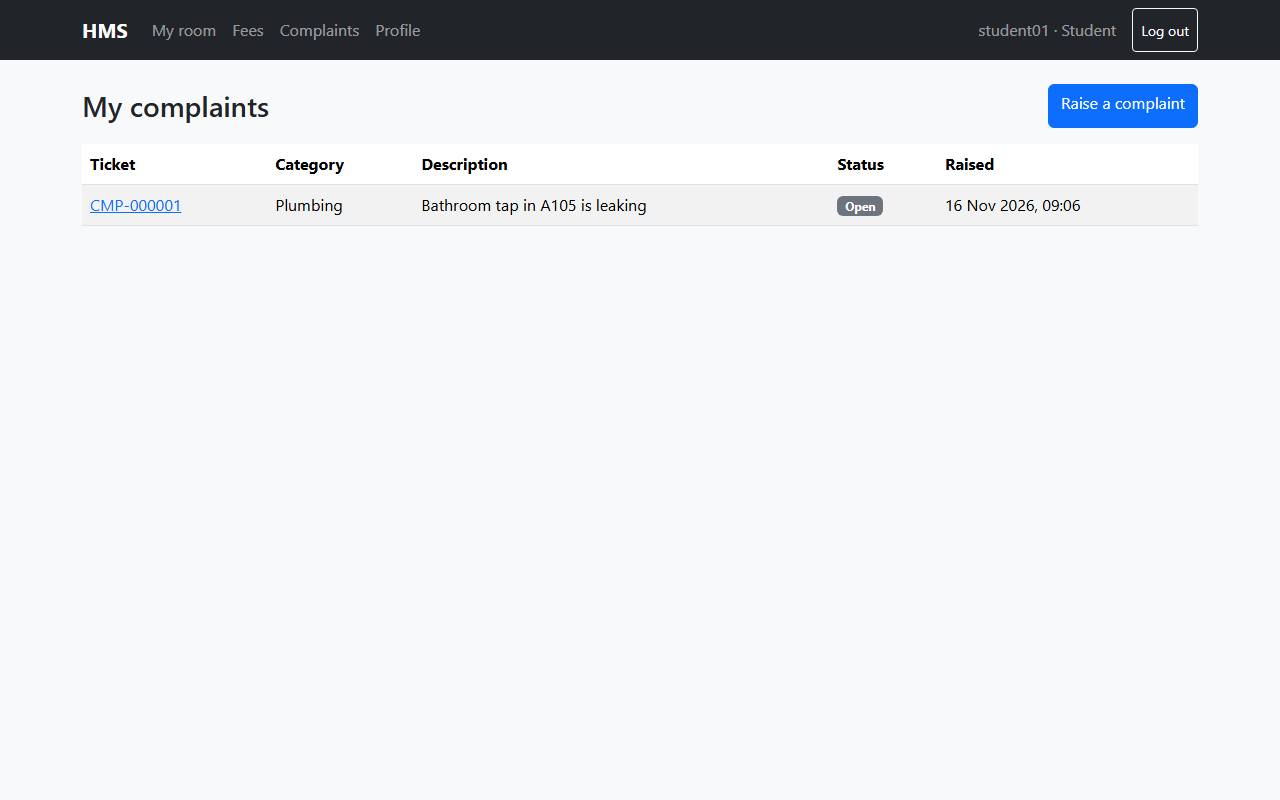 HMS My room Fees Complaints Profile student01 · Student Log out
My complaints Raise a complaint
Ticket Category Description Status Raised
CMP-000001 Plumbing Bathroom tap in A105 is leaking Open 16 Nov 2026, 09:06